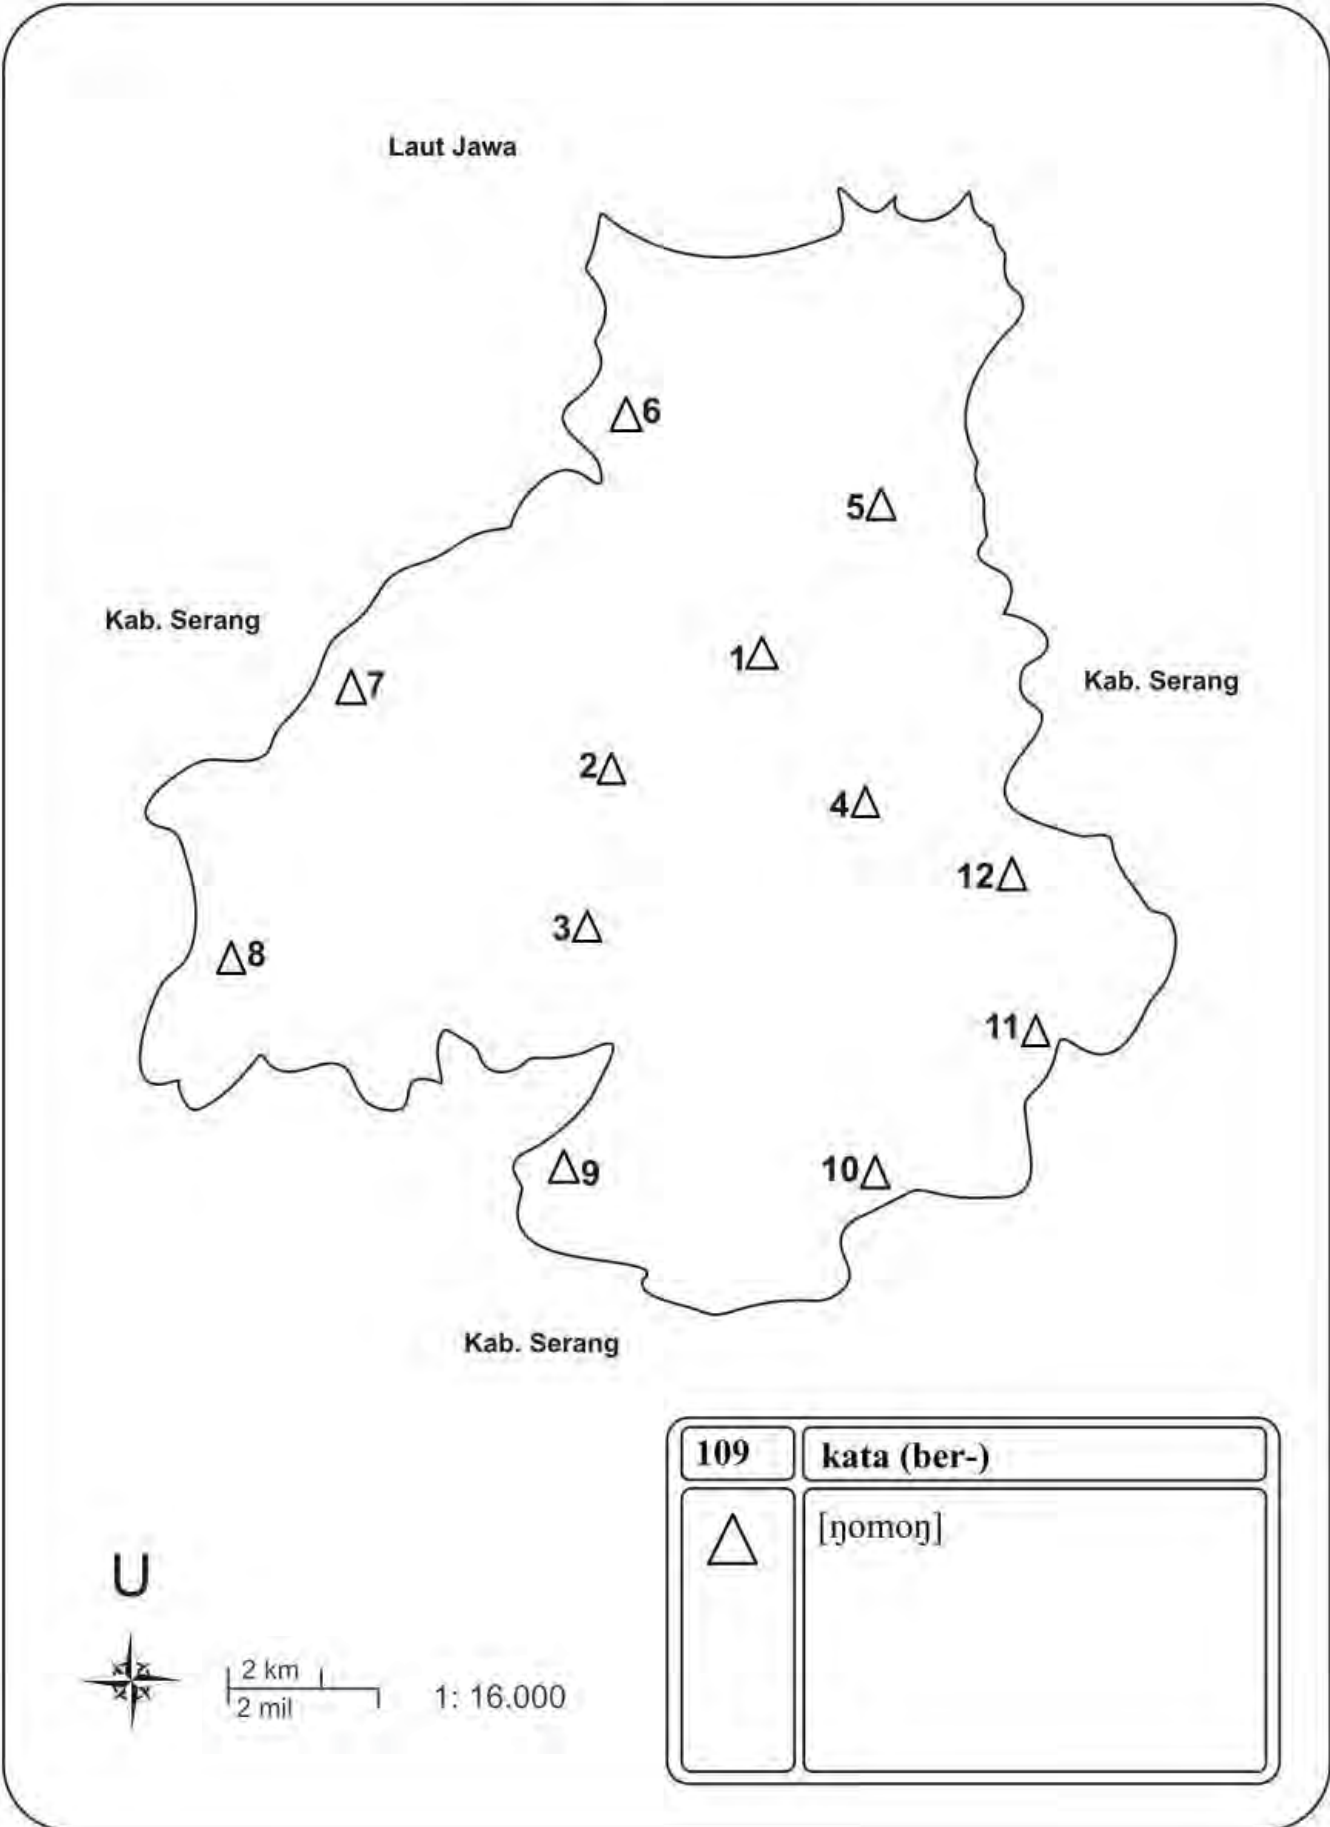 Laut Jawa
6
5
Kab. Serang
1
7
Kab. Serang
2
4
12
3
8
11
9
10
Kab. Serang
109 kata (ber-)
[ŋomoŋ]
U
2 km
2 mil
1: 16.000